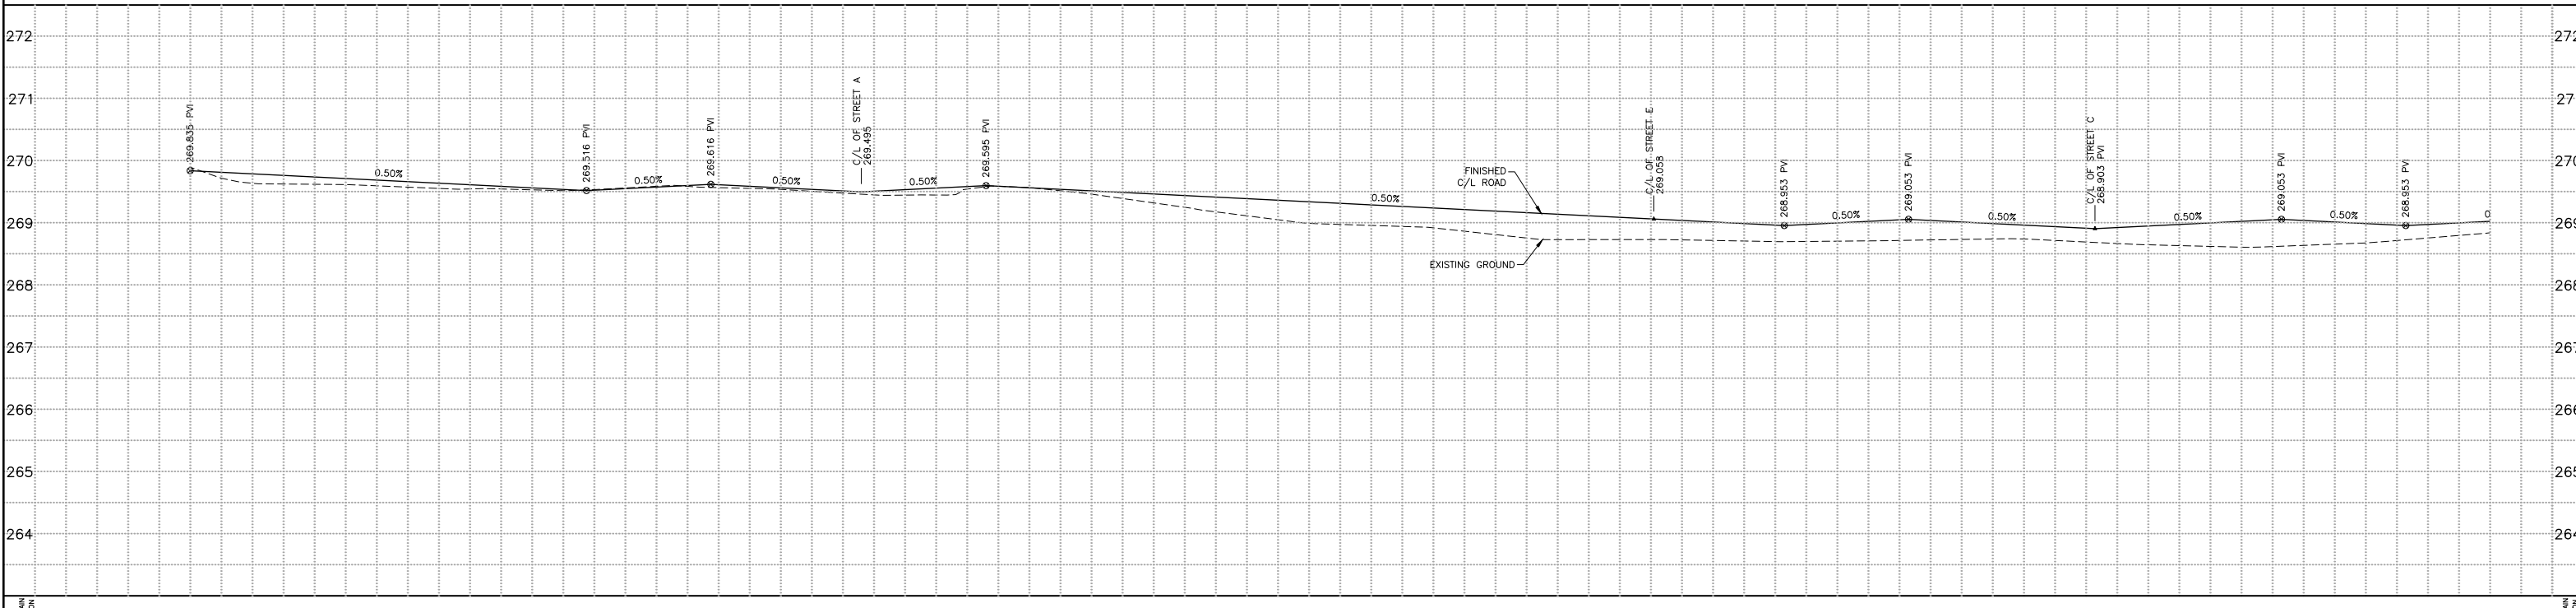 272
271
270
269
268
267
266
265
264
269.835 PVI
0.50%
269.516 PVI
0.50%
269.616 PVI
0.50%
C/L OF STREET A
269.495
0.50%
269.595 PVI
0.50%
FINISHED
C/L ROAD
EXISTING GROUND
C/L OF STREET E
269.058
268.953 PVI
0.50%
269.053 PVI
0.50%
C/L OF STREET C
268.903 PVI
0.50%
269.053 PVI
0.50%
268.953 PVI
0
272
27
270
269
268
267
266
265
264
AIN
ON